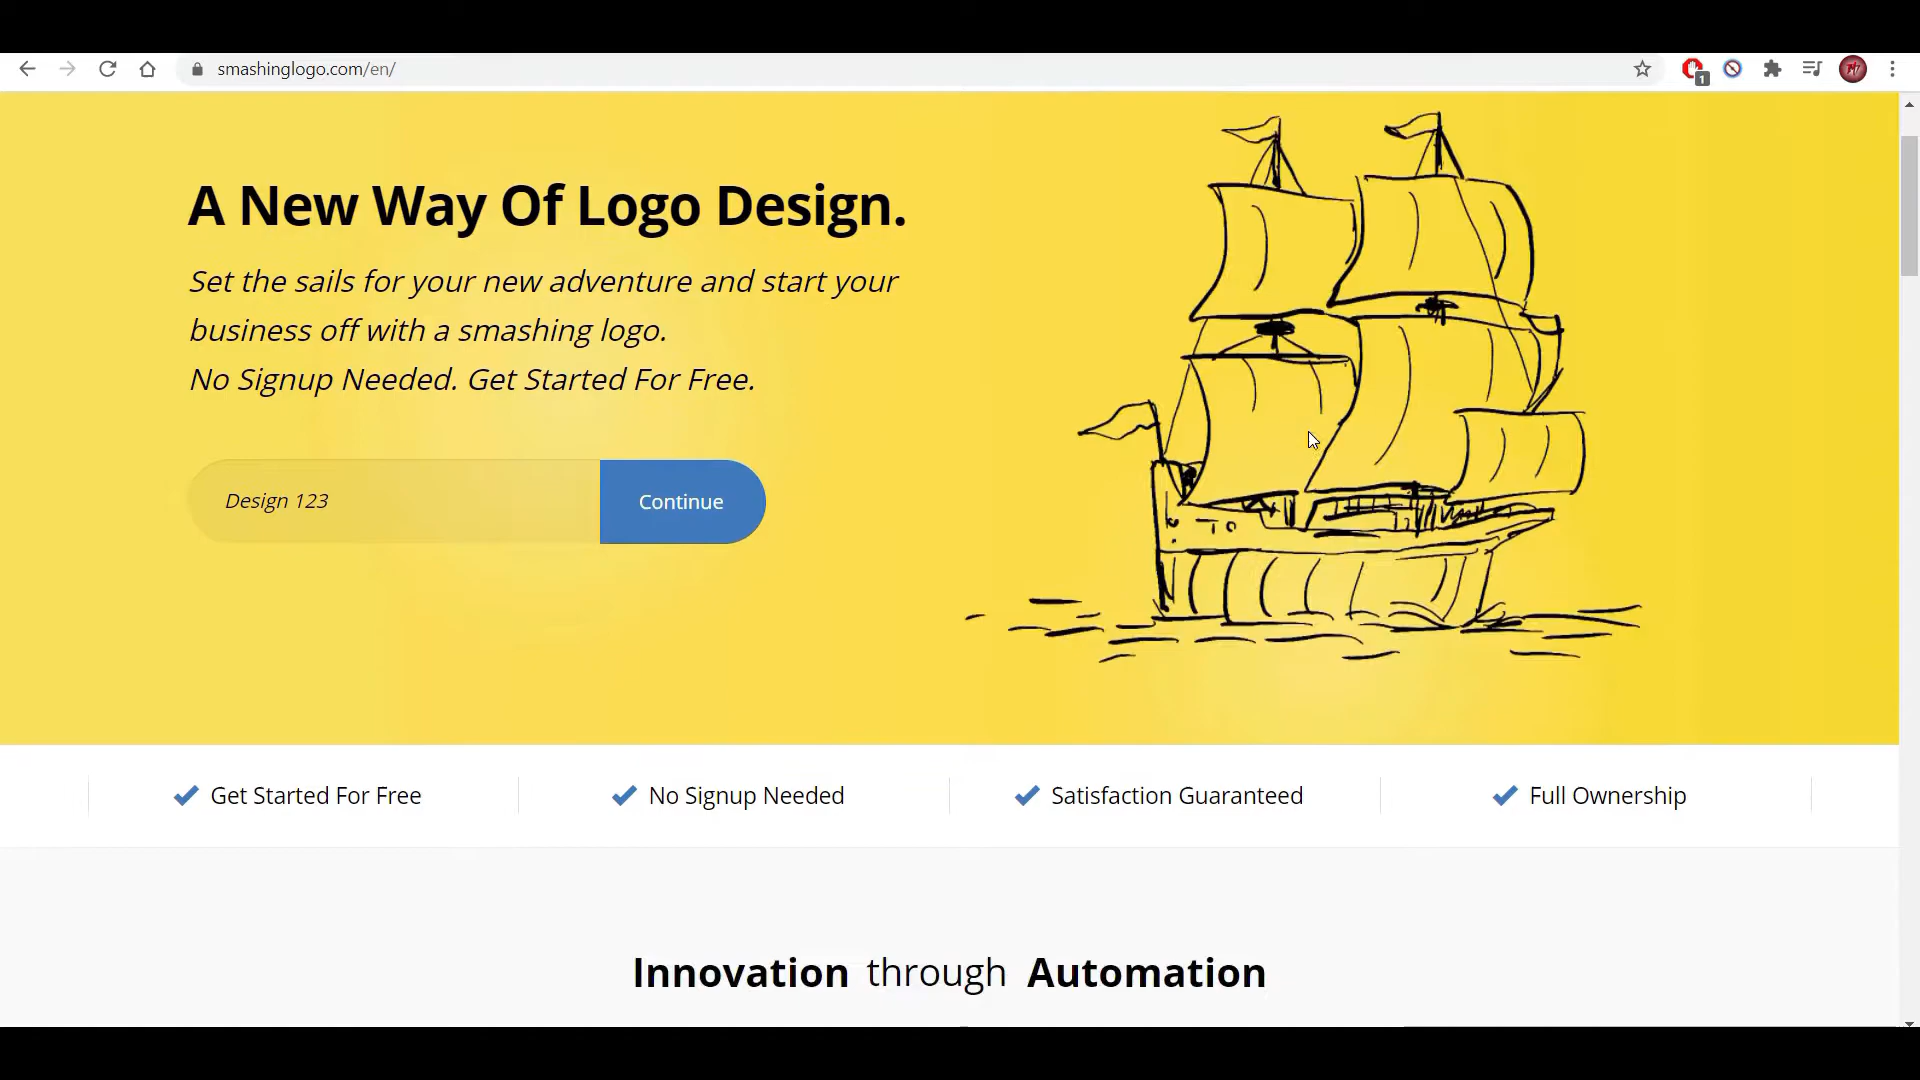 smashinglogo.com/en/
1
A New Way Of Logo Design.
Set the sails for your new adventure and start your
business off with a smashing logo.
No Signup Needed. Get Started For Free.
Design 123
Continue
Get Started For Free
No Signup Needed
Satisfaction Guaranteed
Full Ownership
Innovation through Automation